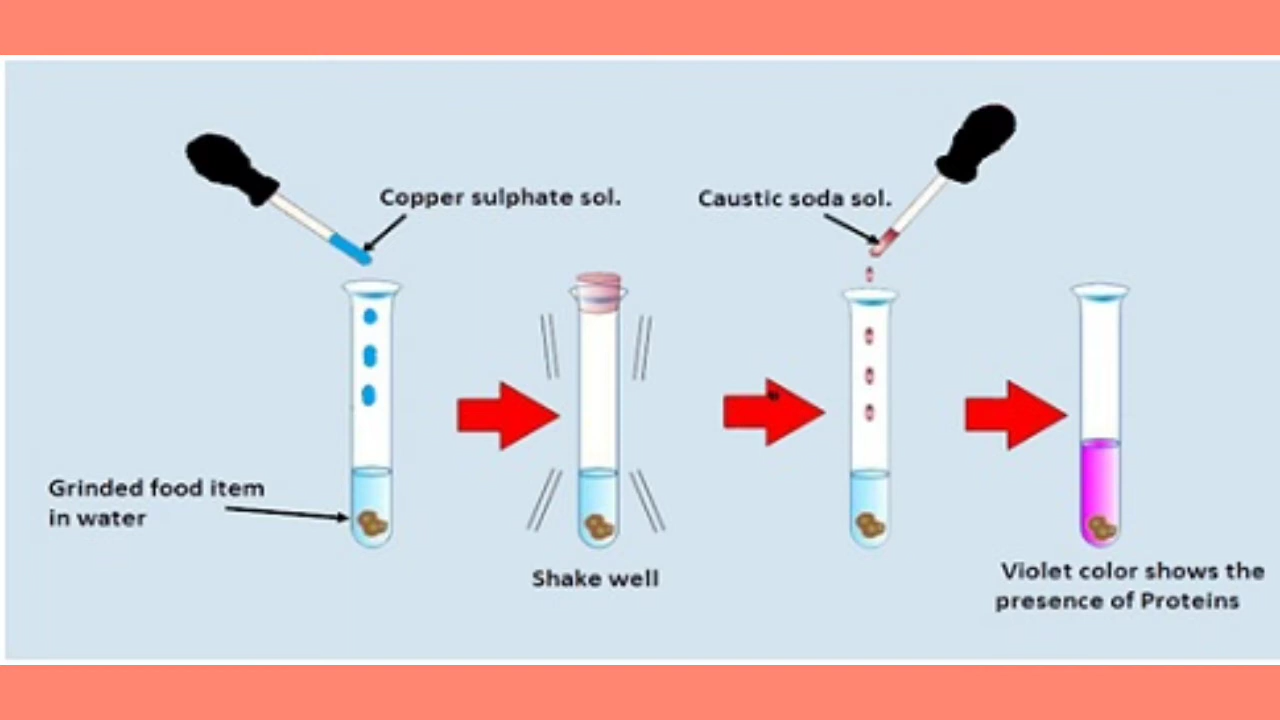 Copper sulphate sol.
Caustic soda sol.
Grinded food item
in water
Shake well
Violet color shows the
presence of Proteins